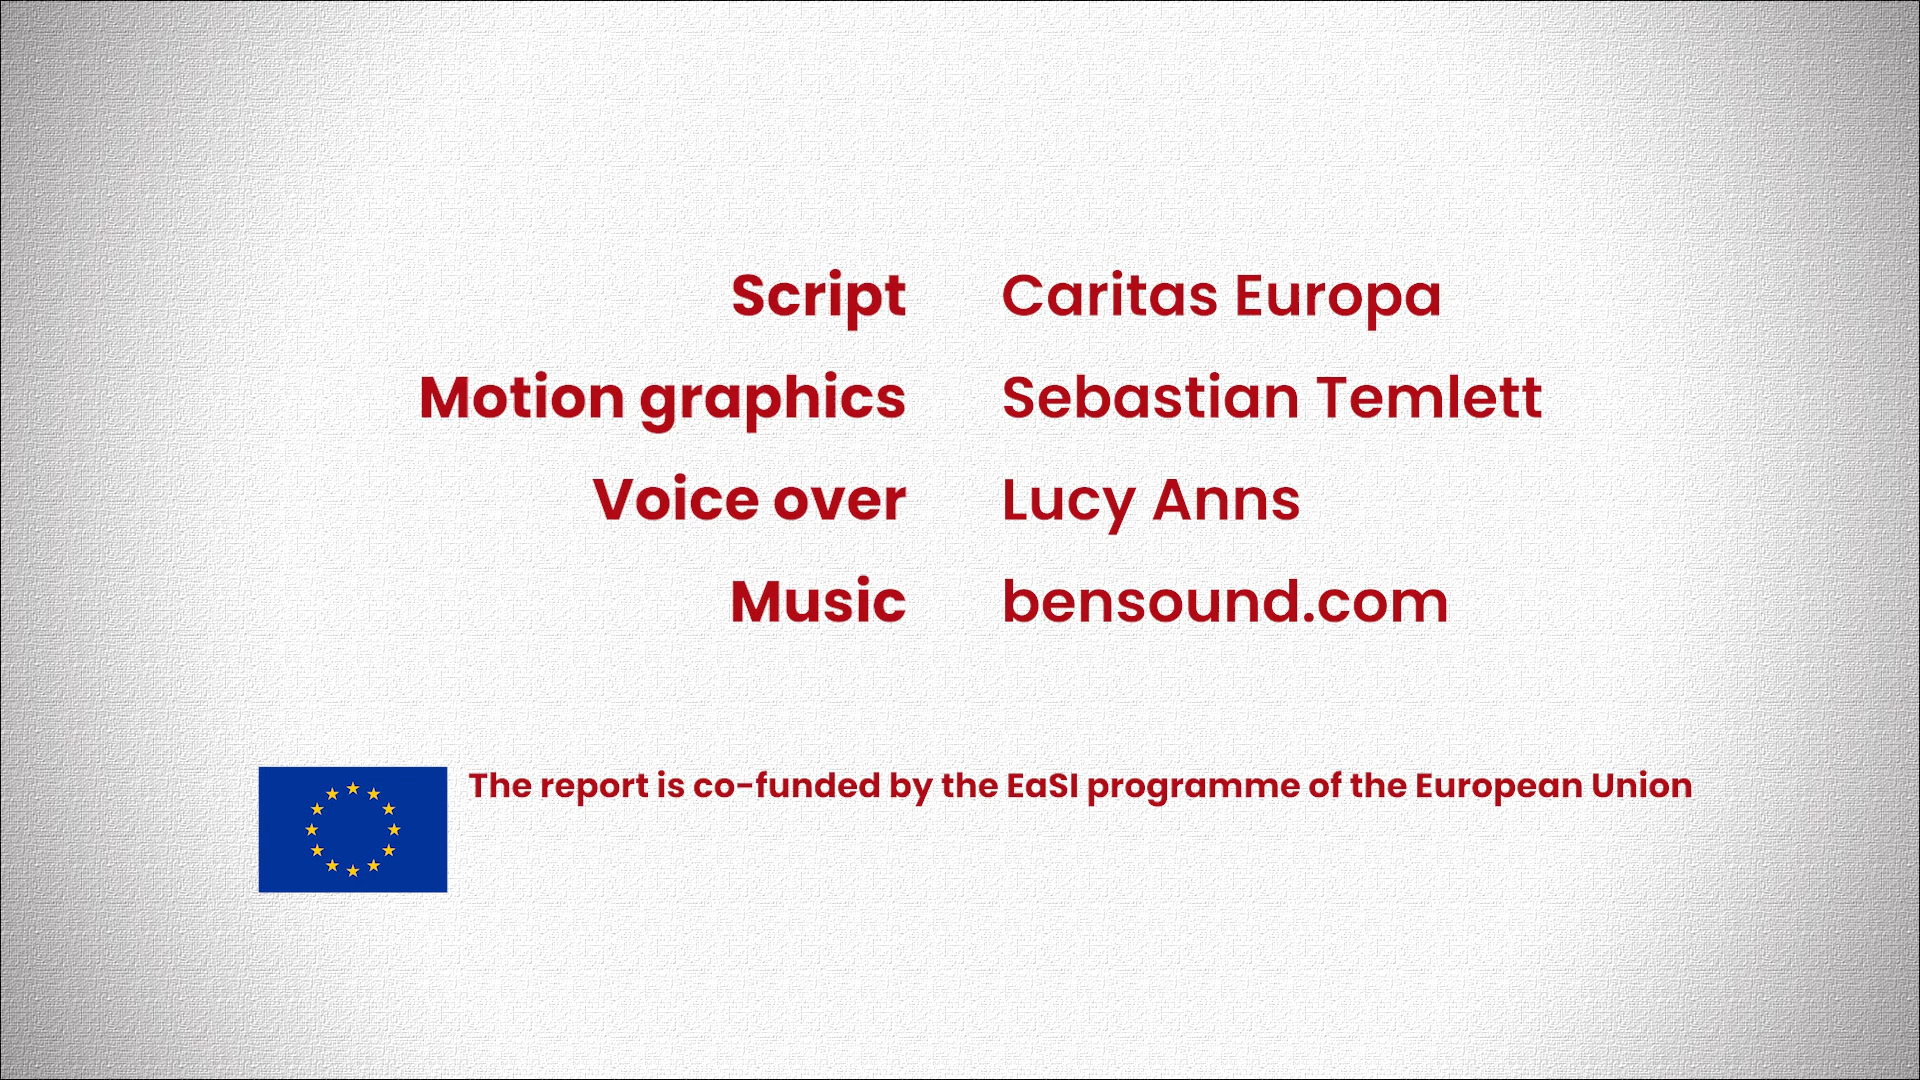 Script Caritas Europa
Motion graphics Sebastian Temlett
Voice over Lucy Anns
Music bensound.com
The report is co-funded by the EaSI programme of the European Union